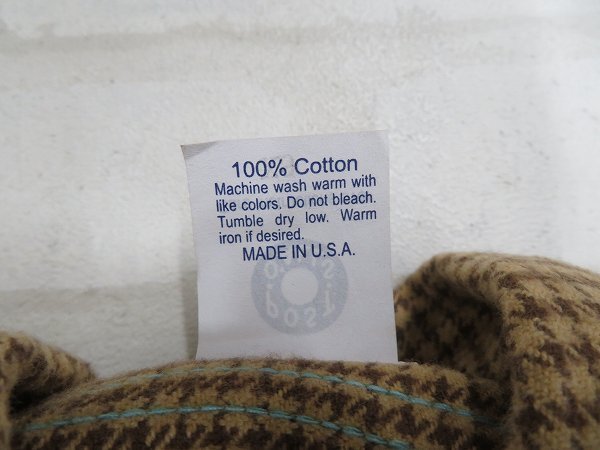 100% Cotton
Machine wash warm with
like colors. Do not bleach.
Tumble dry low. Warm
iron if desired.
MADE IN U.S.A.